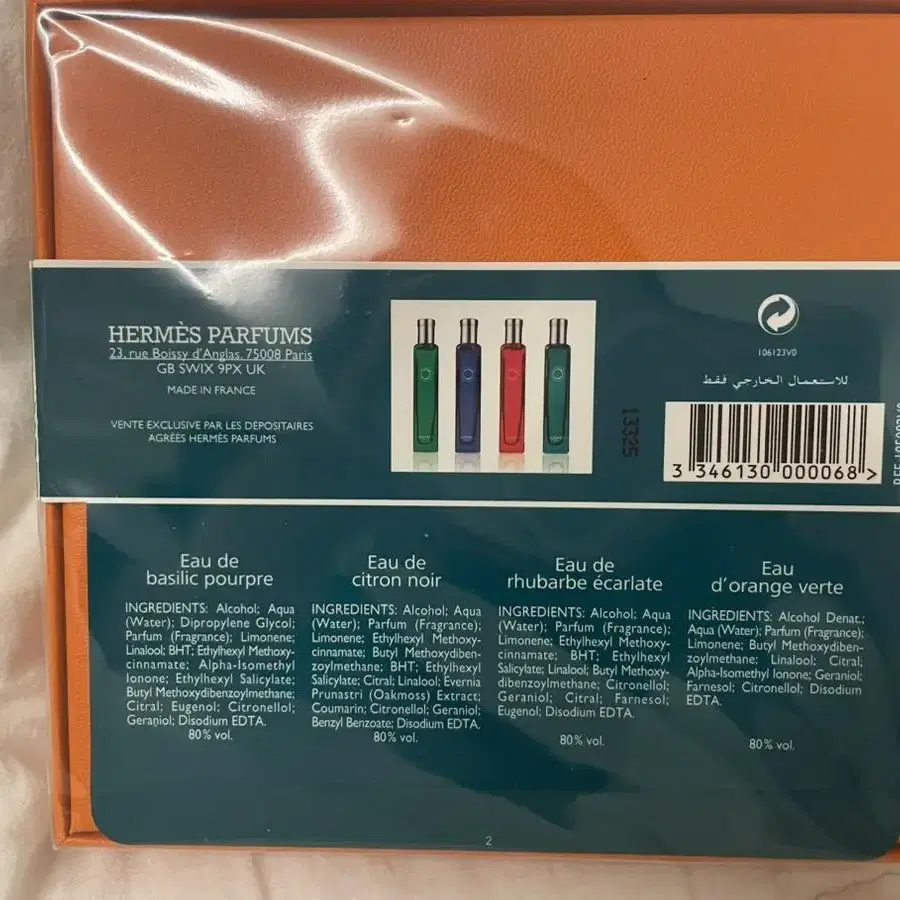 HERMÈS PARFUMS
23, rue Boissy d'Anglas, 75008 Paris
GB SW1X 9PX UK
MADE IN FRANCE
VENTE EXCLUSIVE PAR LES DÉPOSITAIRES
AGRÉÉS HERMÈS PARFUMS
13325
106123V0
للاستعمال الخارجي فقط
3 346130 000068 >
Eau de
basilic pourpre
INGREDIENTS: Alcohol; Aqua
(Water); Dipropylene Glycol;
Parfum (Fragrance); Limonene;
Linalool; BHT; Ethylhexyl Methoxy-
cinnamate; Alpha-Isomethyl
Ionone; Ethylhexyl Salicylate;
Butyl Methoxydibenzoylmethane;
Citral; Eugenol; Citronellol;
Geraniol; Disodium EDTA.
80% vol.
Eau de
citron noir
INGREDIENTS: Alcohol; Aqua
(Water); Parfum (Fragrance);
Limonene; Ethylhexyl Methoxy-
cinnamate; Butyl Methoxydiben-
zoylmethane; BHT; Ethylhexyl
Salicylate; Citral; Linalool; Evernia
Prunastri (Oakmoss) Extract;
Coumarin; Citronellol; Geraniol;
Benzyl Benzoate; Disodium EDTA.
80% vol.
Eau de
rhubarbe écarlate
INGREDIENTS: Alcohol; Aqua
(Water); Parfum (Fragrance);
Limonene; Ethylhexyl Methoxy-
cinnamate; BHT; Ethylhexyl
Salicylate; Linalool; Butyl Methoxy-
dibenzoylmethane; Citronellol;
Geraniol; Citral; Farnesol;
Eugenol; Disodium EDTA.
80% vol.
Eau
d'orange verte
INGREDIENTS: Alcohol Denat.;
Aqua (Water); Parfum (Fragrance);
Limonene; Butyl Methoxydiben-
zoylmethane; Linalool; Citral;
Alpha-Isomethyl Ionone; Geraniol;
Farnesol; Citronellol; Disodium
EDTA.
80% vol.
2